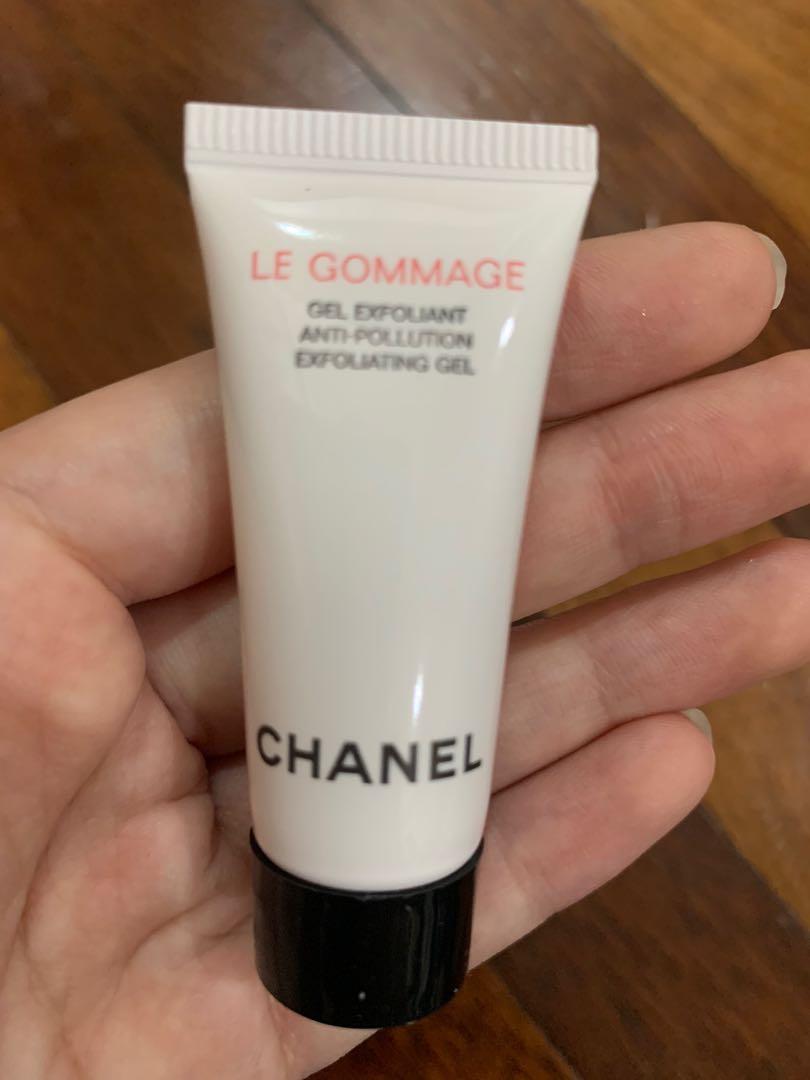 LE GOMMAGE
GEL EXFOLIANT
ANTI-POLLUTION
EXFOLIATING GEL
CHANEL